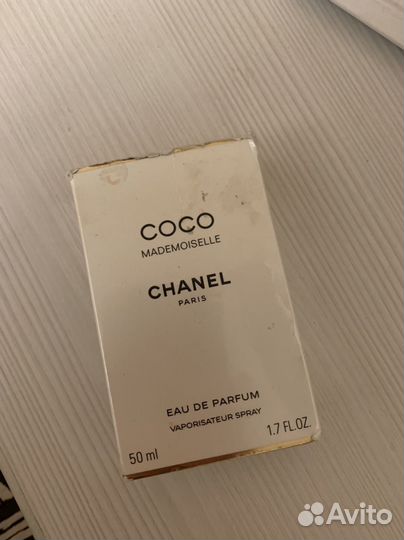 COCO
MADEMOISELLE
CHANEL
PARIS
EAU DE PARFUM
VAPORISATEUR SPRAY
50 ml
1.7 FL.OZ.
Avito